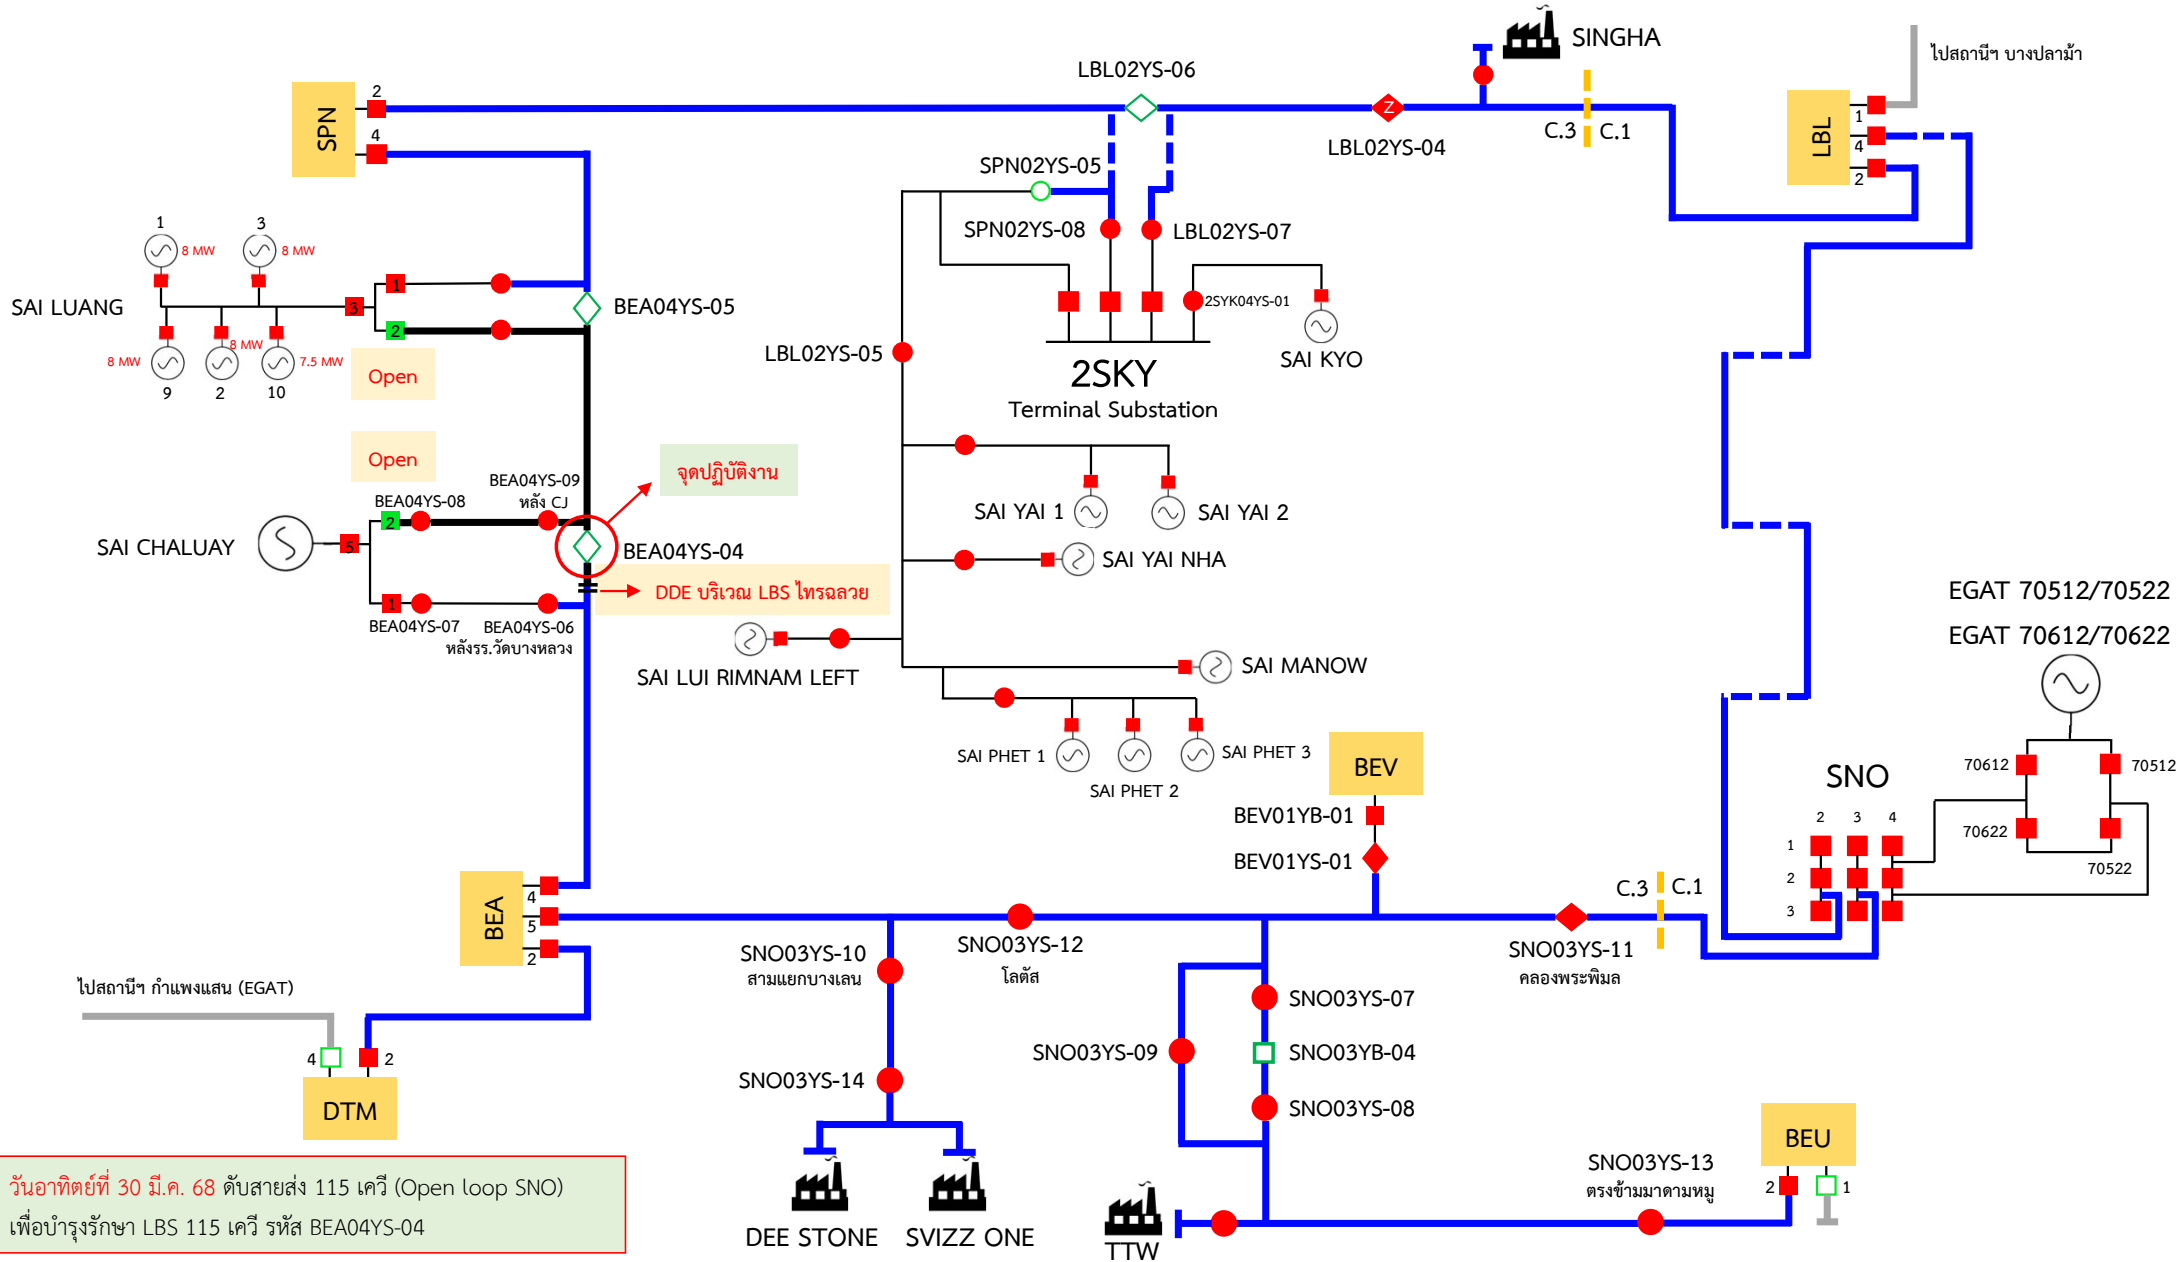 SINGHA
LBL02YS-06
ไปสถานีฯ บางปลาม้า
SPN
2
4
Z
LBL02YS-04
C.3
C.1
LBL
1
4
2
SPN02YS-05
SPN02YS-08
LBL02YS-07
2SYK04YS-01
SAI KYO
1
3
8 MW
8 MW
SAI LUANG
3
1
2
BEA04YS-05
8 MW
8 MW
7.5 MW
9
2
10
Open
LBL02YS-05
2SKY
Terminal Substation
Open
BEA04YS-09
หลัง CJ
BEA04YS-08
จุดปฏิบัติงาน
2
SAI CHALUAY
5
1
BEA04YS-04
DDE บริเวณ LBS ไทรฉลวย
BEA04YS-07
BEA04YS-06
หลังรร.วัดบางหลวง
SAI YAI 1
SAI YAI 2
SAI YAI NHA
SAI LUI RIMNAM LEFT
SAI MANOW
SAI PHET 1
SAI PHET 2
SAI PHET 3
EGAT 70512/70522
EGAT 70612/70622
70612
70512
70622
70522
SNO
2
3
4
1
2
3
BEV
BEV01YB-01
BEV01YS-01
C.3
C.1
BEA
4
5
2
SNO03YS-10
สามแยกบางเลน
SNO03YS-12
โลตัส
SNO03YS-11
คลองพระพิมล
ไปสถานีฯ กำแพงแสน (EGAT)
4
2
DTM
SNO03YS-07
SNO03YS-09
SNO03YB-04
SNO03YS-14
SNO03YS-08
DEE STONE
SVIZZ ONE
TTW
SNO03YS-13
ตรงข้ามมาดามหมู
BEU
2
1
วันอาทิตย์ที่ 30 มี.ค. 68 ดับสายส่ง 115 เควี (Open loop SNO)
เพื่อบำรุงรักษา LBS 115 เควี รหัส BEA04YS-04